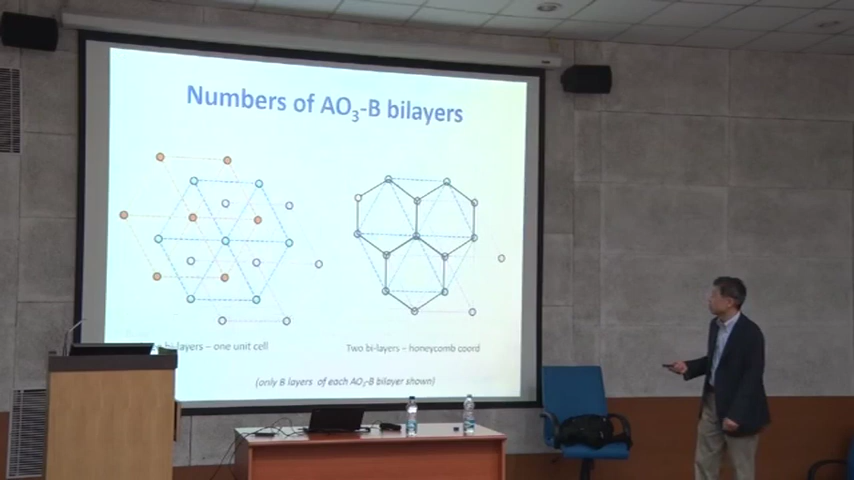 Numbers of AO₃-B bilayers
bi-layers – one unit cell
Two bi-layers – honeycomb coord
(only B layers of each AO₃-B bilayer shown)